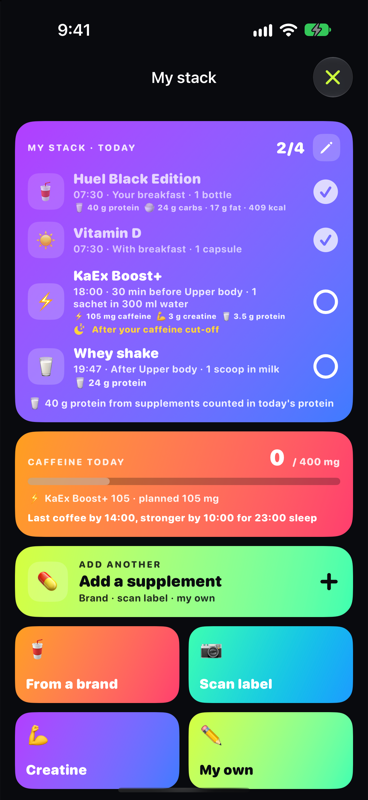 9:41
My stack
MY STACK · TODAY
2/4
Huel Black Edition
07:30 · Your breakfast · 1 bottle
40 g protein 24 g carbs · 17 g fat · 409 kcal
Vitamin D
07:30 · With breakfast · 1 capsule
KaEx Boost+
18:00 · 30 min before Upper body · 1
sachet in 300 ml water
105 mg caffeine 3 g creatine 3.5 g protein
After your caffeine cut-off
Whey shake
19:47 · After Upper body · 1 scoop in milk
24 g protein
40 g protein from supplements counted in today's protein
CAFFEINE TODAY
0 / 400 mg
KaEx Boost+ 105 · planned 105 mg
Last coffee by 14:00, stronger by 10:00 for 23:00 sleep
ADD ANOTHER
Add a supplement
Brand · scan label · my own
From a brand
Scan label
Creatine
My own